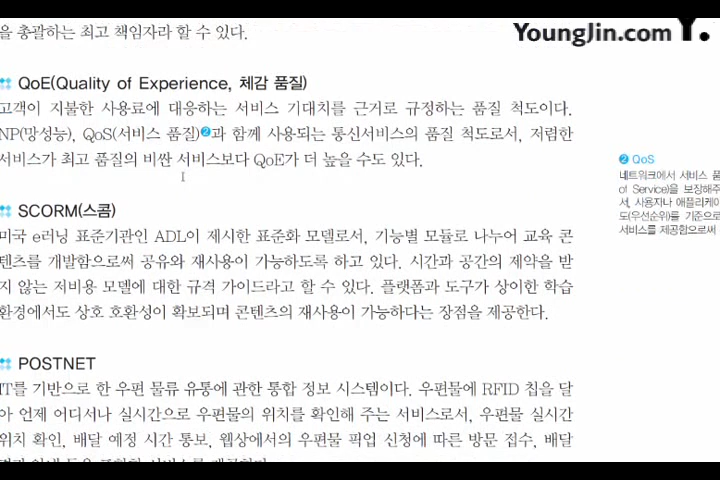 을 총괄하는 최고 책임자라 할 수 있다.
YoungJin.com Y.
QoE(Quality of Experience, 체감 품질)
고객이 지불한 사용료에 대응하는 서비스 기대치를 근거로 규정하는 품질 척도이다.
NP(망성능), QoS(서비스 품질)❷과 함께 사용되는 통신서비스의 품질 척도로서, 저렴한
서비스가 최고 품질의 비싼 서비스보다 QoE가 더 높을 수도 있다.
❷ QoS
네트워크에서 서비스 품
of Service)을 보장해주
서, 사용자나 애플리케이
도(우선순위)를 기준으로
서비스를 제공함으로써
SCORM(스콤)
미국 e러닝 표준기관인 ADL이 제시한 표준화 모델로서, 기능별 모듈로 나누어 교육 콘
텐츠를 개발함으로써 공유와 재사용이 가능하도록 하고 있다. 시간과 공간의 제약을 받
지 않는 저비용 모델에 대한 규격 가이드라고 할 수 있다. 플랫폼과 도구가 상이한 학습
환경에서도 상호 호환성이 확보되며 콘텐츠의 재사용이 가능하다는 장점을 제공한다.
POSTNET
IT를 기반으로 한 우편 물류 유통에 관한 통합 정보 시스템이다. 우편물에 RFID 칩을 달
아 언제 어디서나 실시간으로 우편물의 위치를 확인해 주는 서비스로서, 우편물 실시간
위치 확인, 배달 예정 시간 통보, 웹상에서의 우편물 픽업 신청에 따른 방문 접수, 배달